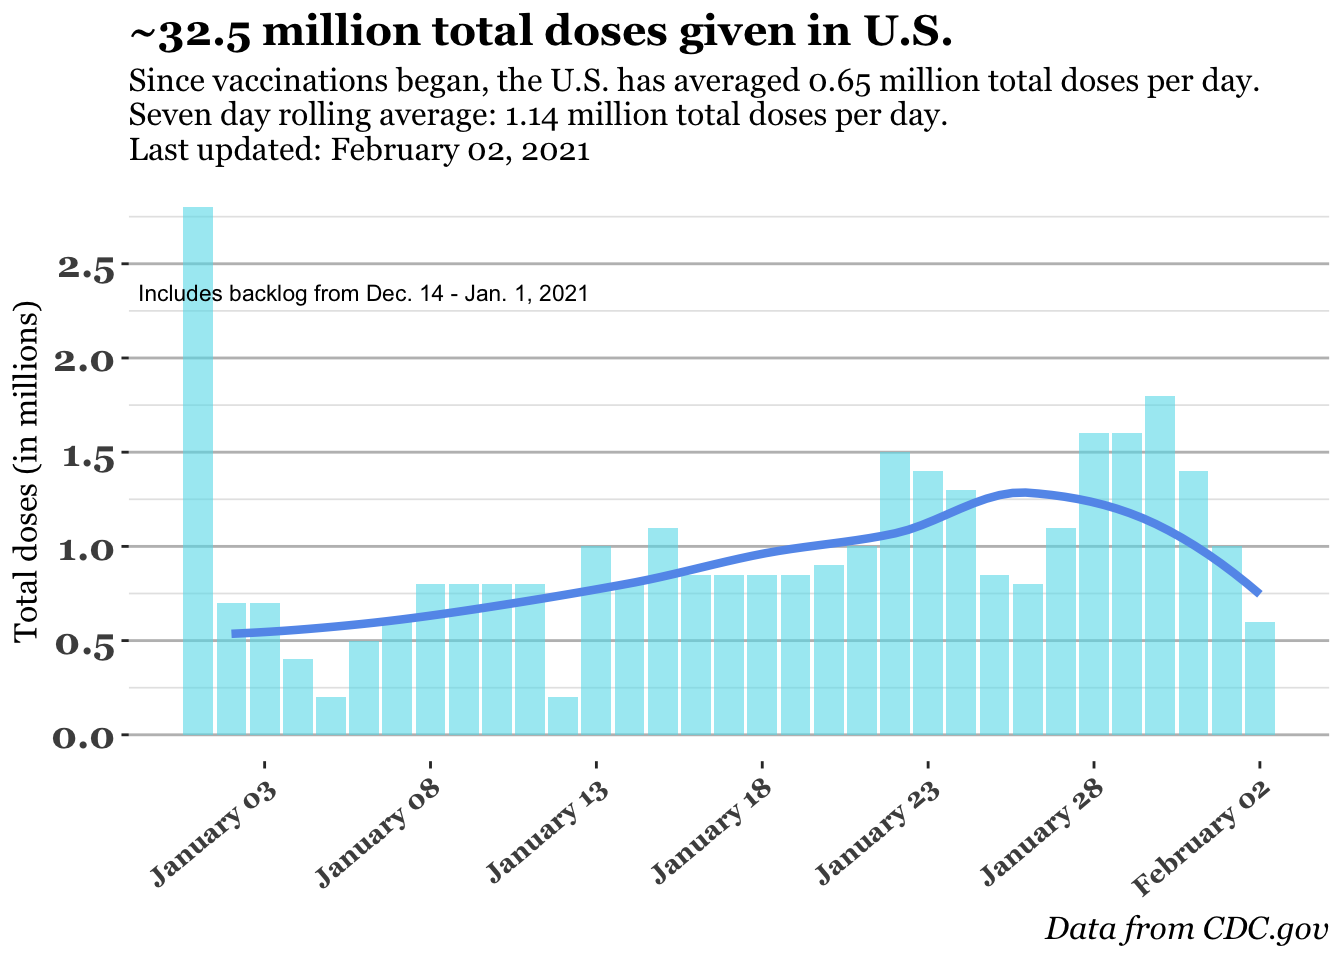 ~32.5 million total doses given in U.S.
Since vaccinations began, the U.S. has averaged 0.65 million total doses per day.
Seven day rolling average: 1.14 million total doses per day.
Last updated: February 02, 2021
Total doses (in millions)
2.5
2.0
1.5
1.0
0.5
0.0
Includes backlog from Dec. 14 - Jan. 1, 2021
January 03
January 08
January 13
January 18
January 23
January 28
February 02
Data from CDC.gov